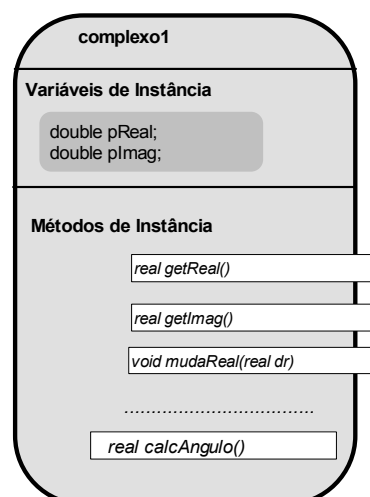 complexo1
Variáveis de Instância
double pReal;
double pImag;
Métodos de Instância
real getReal()
real getImag()
void mudaReal(real dr)
..................................
real calcAngulo()